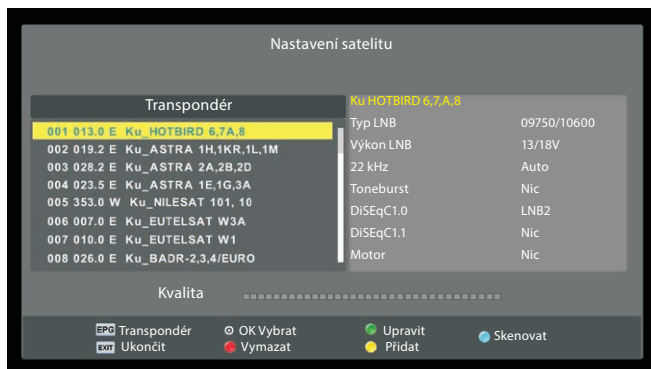 Nastavení satelitu
Transpondér
001 013.0 E Ku_HOTBIRD 6,7A,8
002 019.2 E Ku_ASTRA 1H,1KR,1L,1M
003 028.2 E Ku_ASTRA 2A,2B,2D
004 023.5 E Ku_ASTRA 1E,1G,3A
005 353.0 W Ku_NILESAT 101, 10
006 007.0 E Ku_EUTELSAT W3A
007 010.0 E Ku_EUTELSAT W1
008 026.0 E Ku_BADR-2,3,4/EURO
Ku HOTBIRD 6,7,A,8
Typ LNB 09750/10600
Výkon LNB 13/18V
22 kHz Auto
Toneburst Nic
DiSEqC1.0 LNB2
DiSEqC1.1 Nic
Motor Nic
Kvalita
EPG Transpondér OK Vybrat Upravit Skenovat
EXIT Ukončit Vymazat Přidat